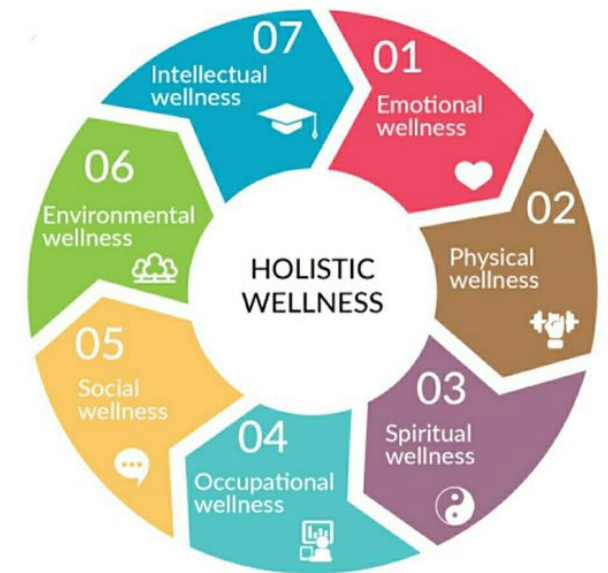 HOLISTIC
WELLNESS
01
Emotional
wellness
02
Physical
wellness
03
Spiritual
wellness
04
Occupational
wellness
05
Social
wellness
06
Environmental
wellness
07
Intellectual
wellness